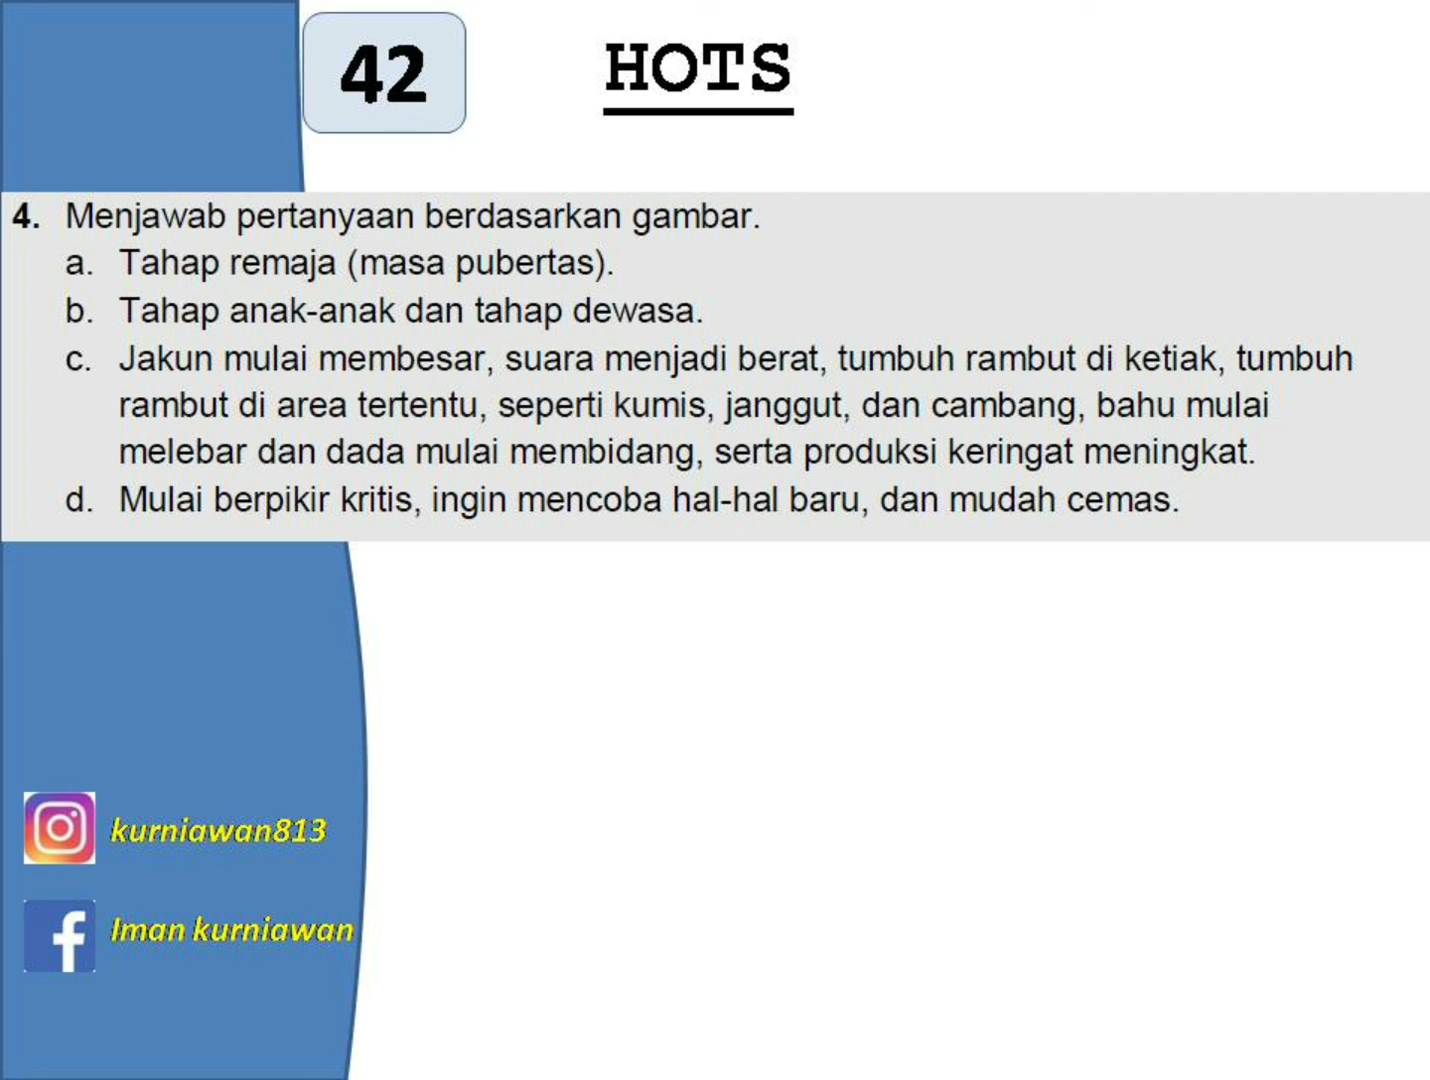 42
HOTS
4. Menjawab pertanyaan berdasarkan gambar.
a. Tahap remaja (masa pubertas).
b. Tahap anak-anak dan tahap dewasa.
c. Jakun mulai membesar, suara menjadi berat, tumbuh rambut di ketiak, tumbuh
rambut di area tertentu, seperti kumis, janggut, dan cambang, bahu mulai
melebar dan dada mulai membidang, serta produksi keringat meningkat.
d. Mulai berpikir kritis, ingin mencoba hal-hal baru, dan mudah cemas.
kurniawan813
Iman kurniawan